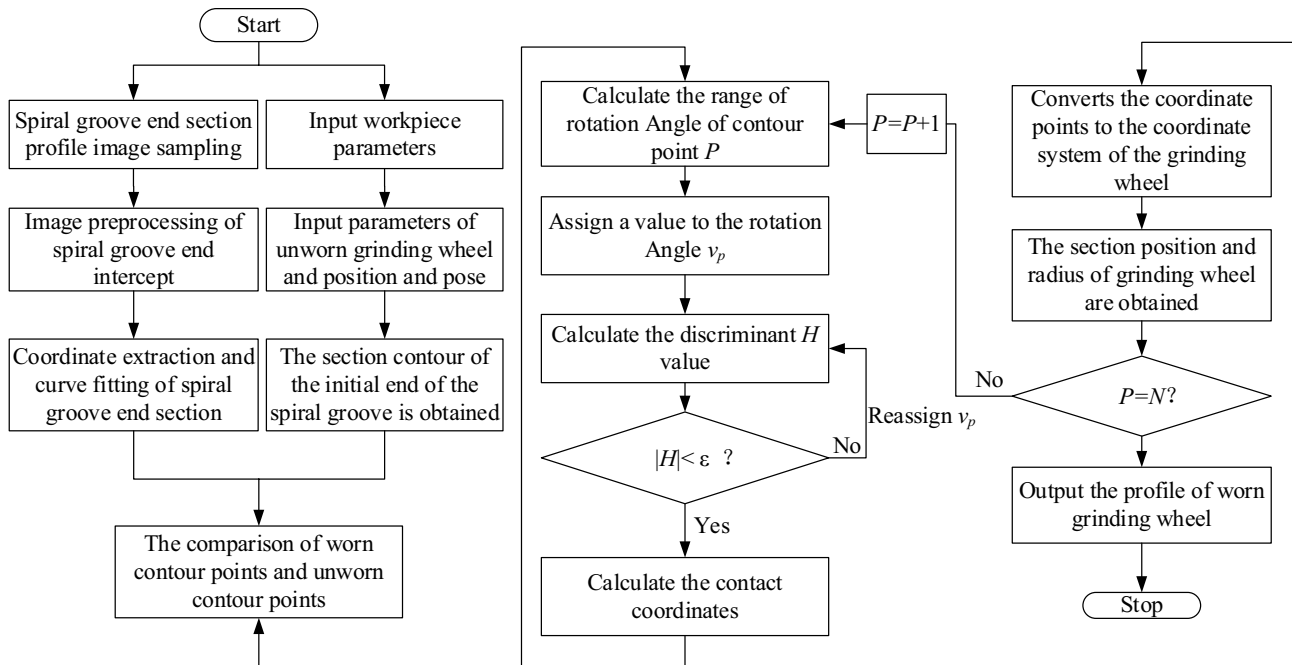 Start
Spiral groove end section
profile image sampling
Image preprocessing of
spiral groove end
intercept
Coordinate extraction and
curve fitting of spiral
groove end section
Input workpiece
parameters
Input parameters of
unworn grinding wheel
and position and pose
The section contour of
the initial end of the
spiral groove is obtained
The comparison of worn
contour points and unworn
contour points
Calculate the range of
rotation Angle of contour
point P
Assign a value to the rotation
Angle vₚ
Calculate the discriminant H
value
|H|< ε ?
No
Reassign vₚ
Yes
Calculate the contact
coordinates
P=P+1
Converts the coordinate
points to the coordinate
system of the grinding
wheel
The section position and
radius of grinding wheel
are obtained
No
P=N?
Output the profile of worn
grinding wheel
Stop